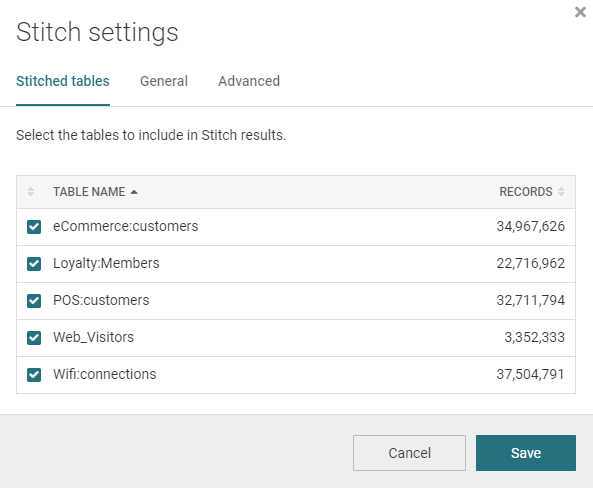 Stitch settings
Stitched tables General Advanced
Select the tables to include in Stitch results.
TABLE NAME RECORDS
eCommerce:customers 34,967,626
Loyalty:Members 22,716,962
POS:customers 32,711,794
Web_Visitors 3,352,333
Wifi:connections 37,504,791
Cancel Save